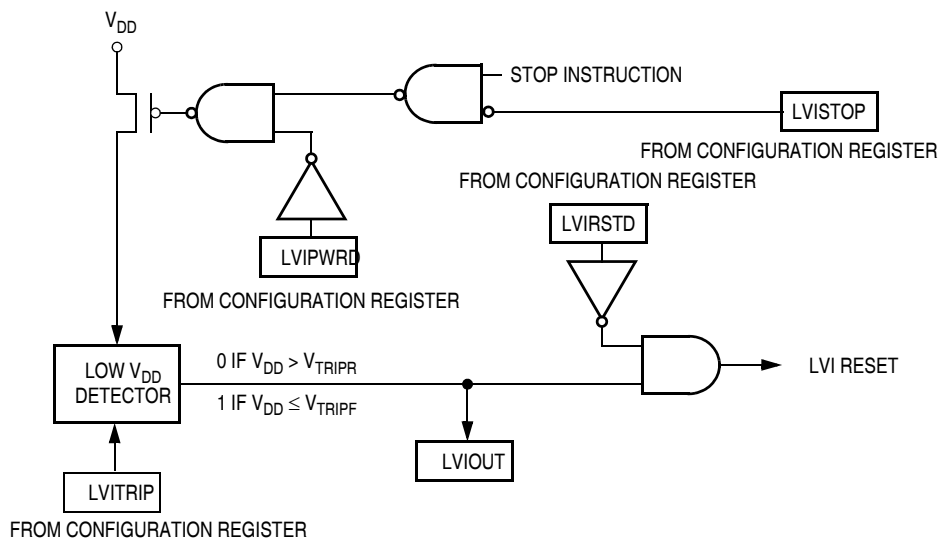 VDD
STOP INSTRUCTION
LVISTOP
FROM CONFIGURATION REGISTER
FROM CONFIGURATION REGISTER
LVIRSTD
LVIPWRD
FROM CONFIGURATION REGISTER
LOW VDD
DETECTOR
0 IF VDD > VTRIPR
1 IF VDD ≤ VTRIPF
LVI RESET
LVIOUT
LVITRIP
FROM CONFIGURATION REGISTER